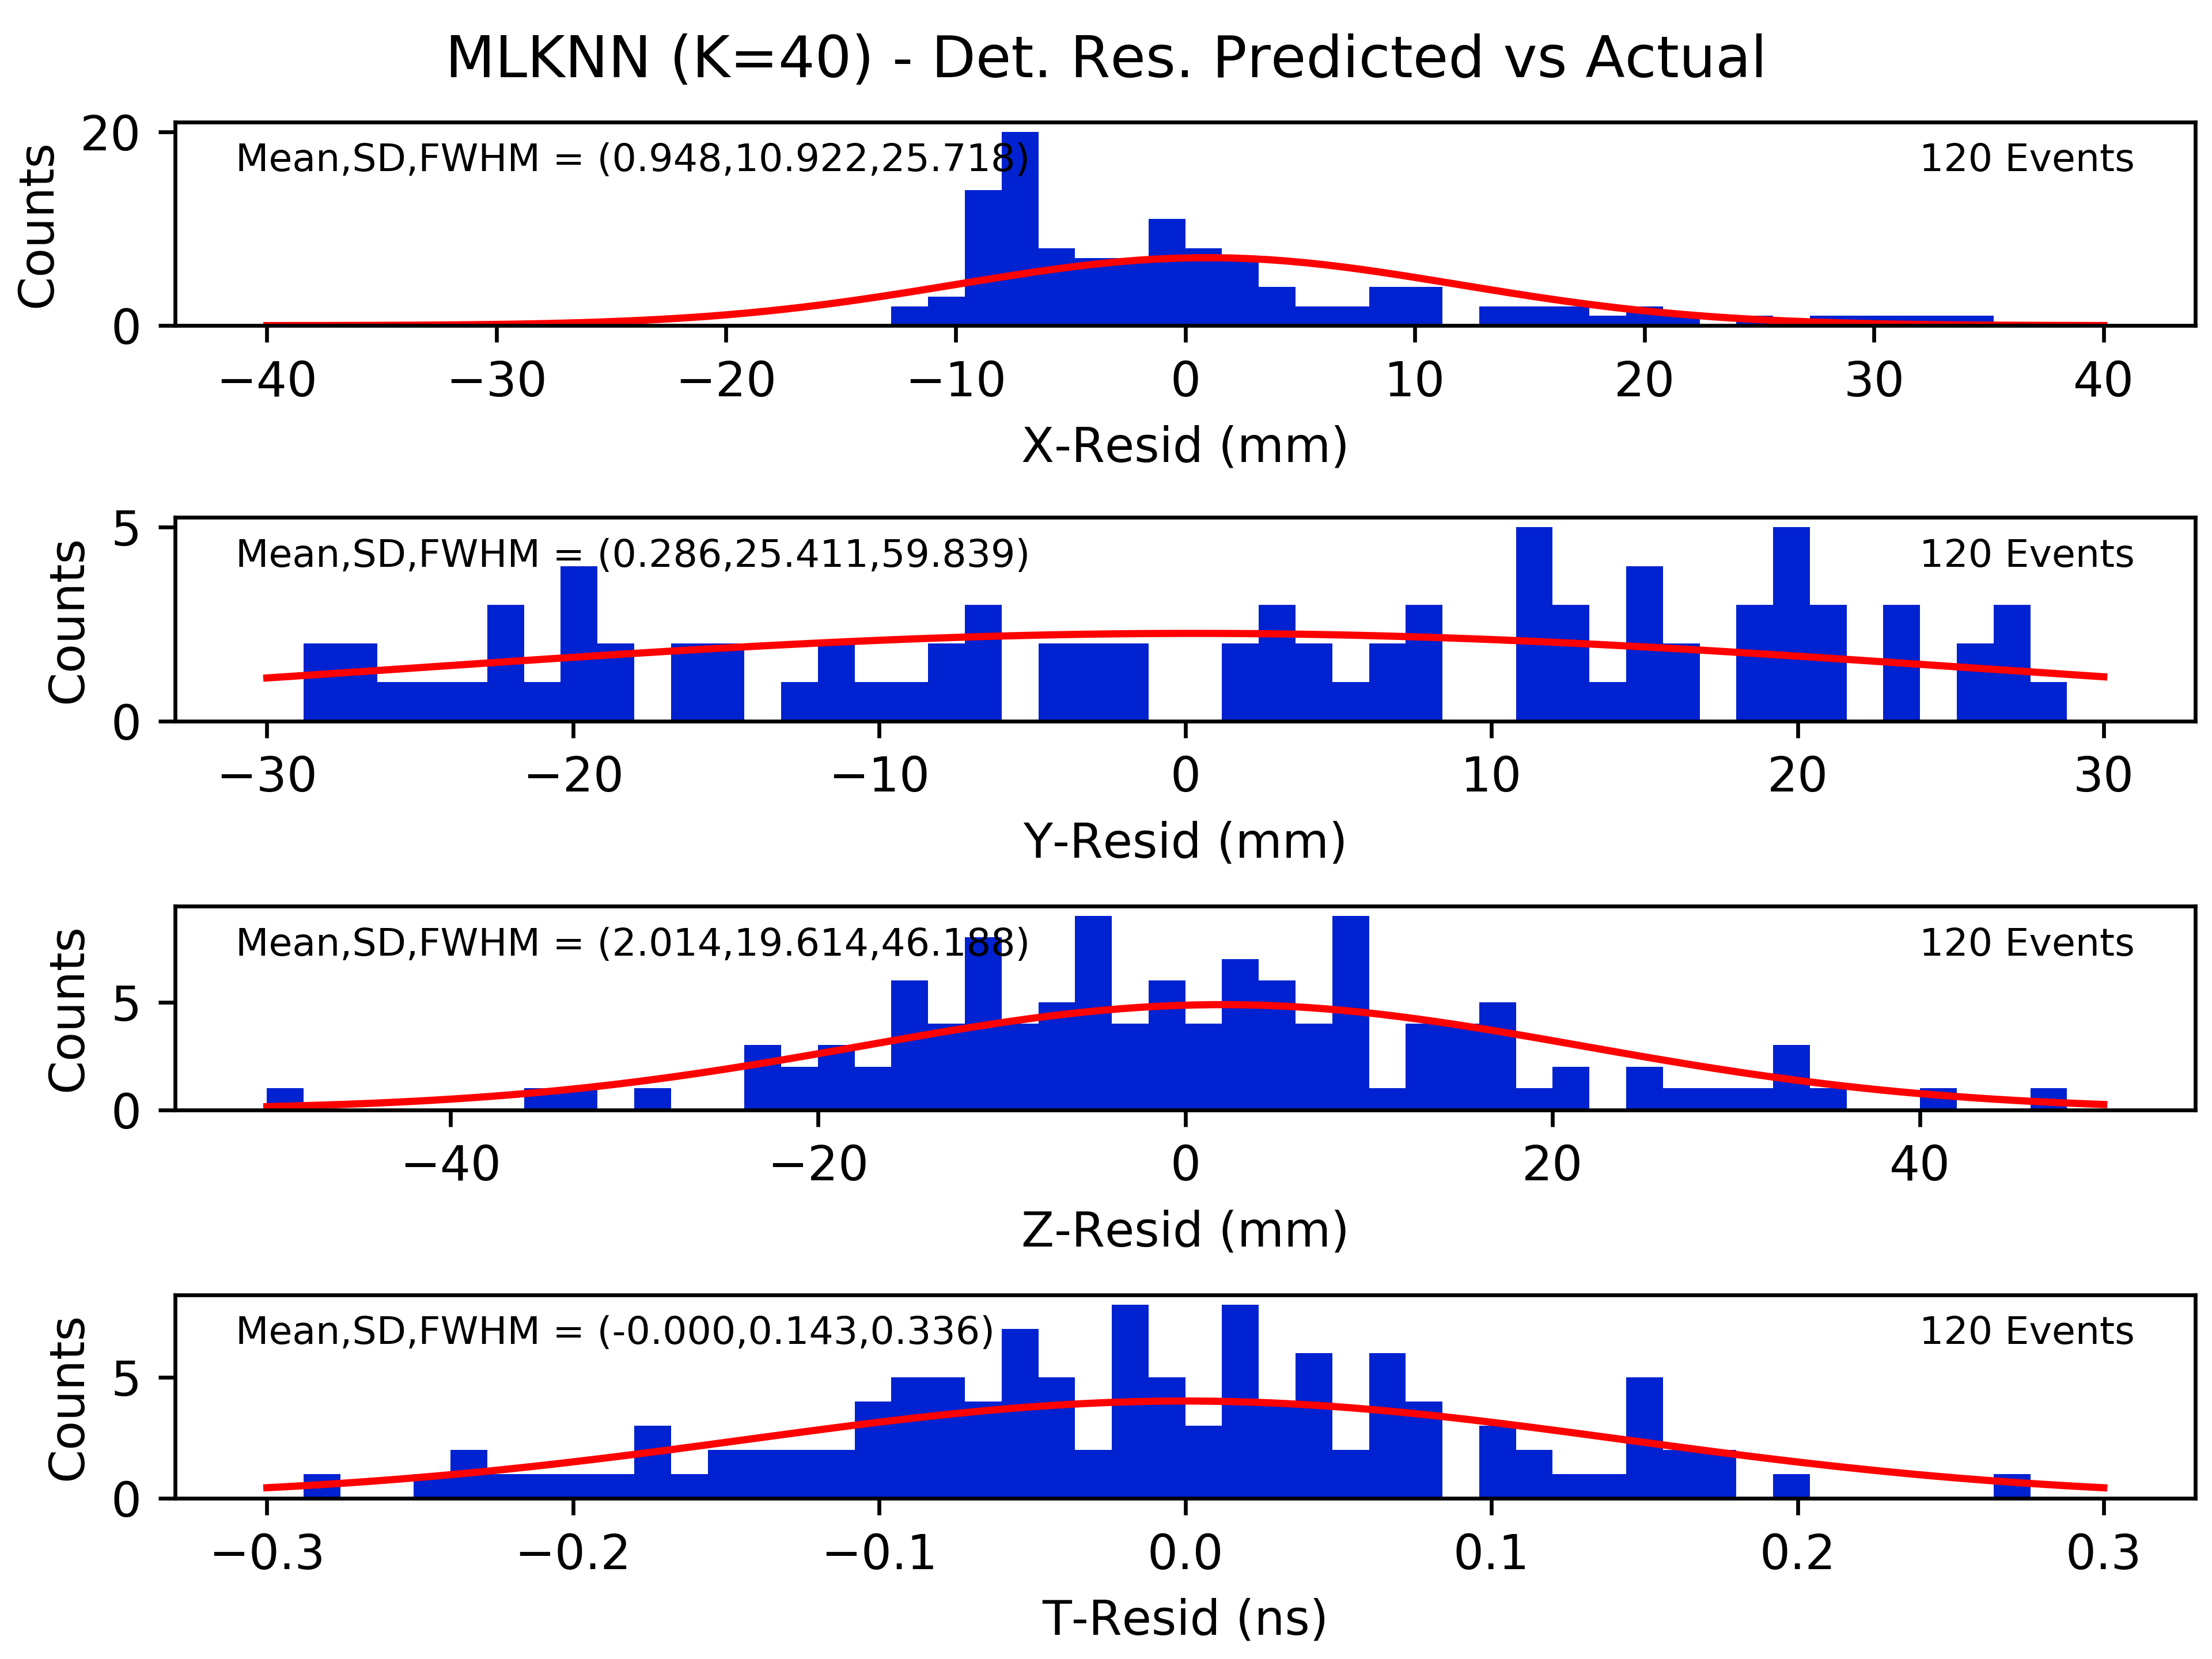 MLKNN (K=40) - Det. Res. Predicted vs Actual
20
Mean,SD,FWHM = (0.948,10.922,25.718)
120 Events
Counts
0
−40 −30 −20 −10 0 10 20 30 40
X-Resid (mm)
5
Mean,SD,FWHM = (0.286,25.411,59.839)
120 Events
Counts
0
−30 −20 −10 0 10 20 30
Y-Resid (mm)
Mean,SD,FWHM = (2.014,19.614,46.188)
120 Events
Counts
5
0
−40 −20 0 20 40
Z-Resid (mm)
Mean,SD,FWHM = (-0.000,0.143,0.336)
120 Events
Counts
5
0
−0.3 −0.2 −0.1 0.0 0.1 0.2 0.3
T-Resid (ns)